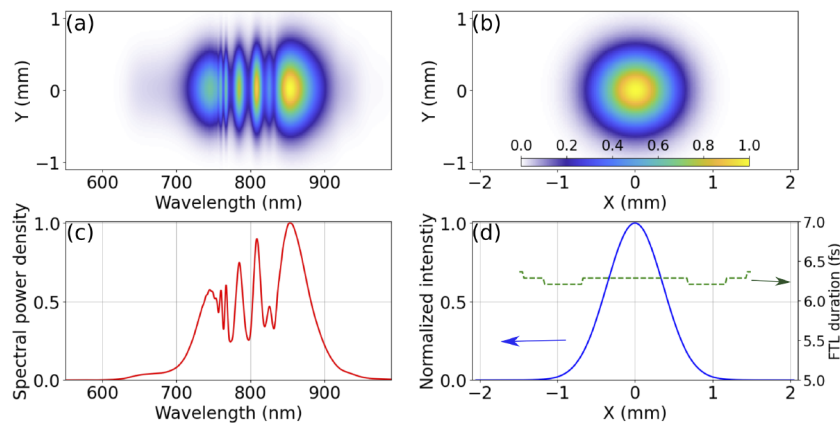 (a)
Y (mm)
1
0
−1
600
700
800
900
Wavelength (nm)
(b)
Y (mm)
1
0
−1
0.0 0.2 0.4 0.6 0.8 1.0
−2
−1
0
1
2
X (mm)
(c)
Spectral power density
1.0
0.5
0.0
600
700
800
900
Wavelength (nm)
(d)
Normalized intenstiy
1.0
0.5
0.0
−2
−1
0
1
2
X (mm)
7.0
6.5
6.0
5.5
5.0
FTL duration (fs)